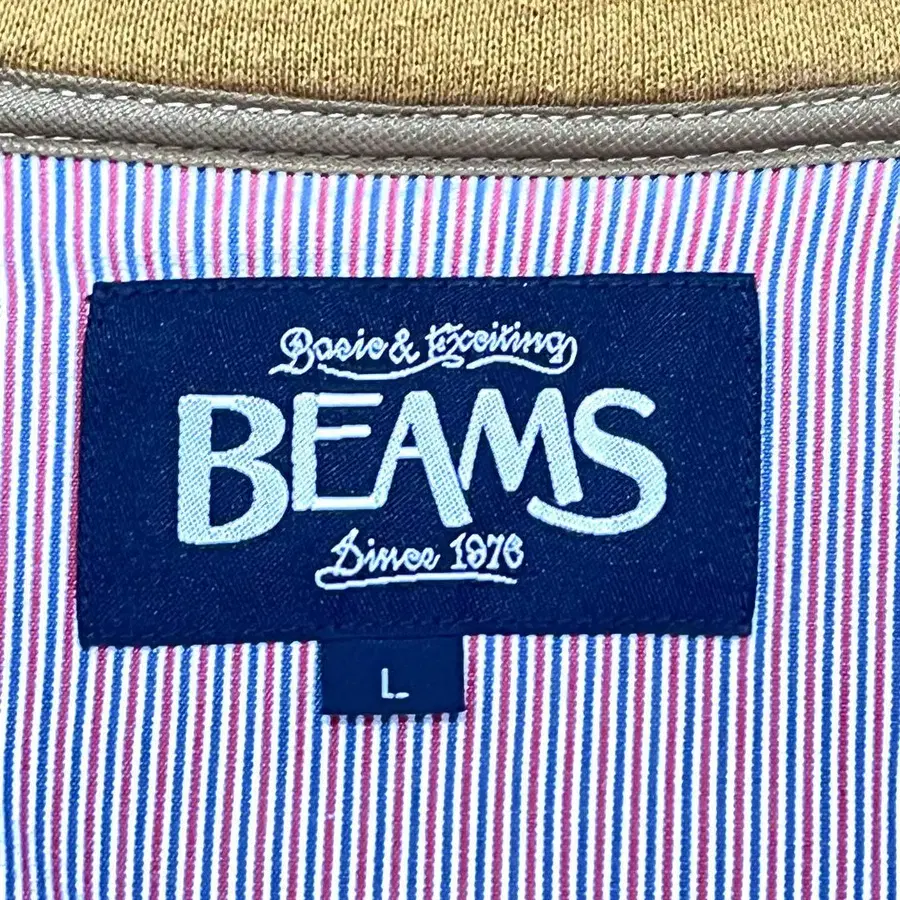 Basic & Exciting
BEAMS
Since 1976
L